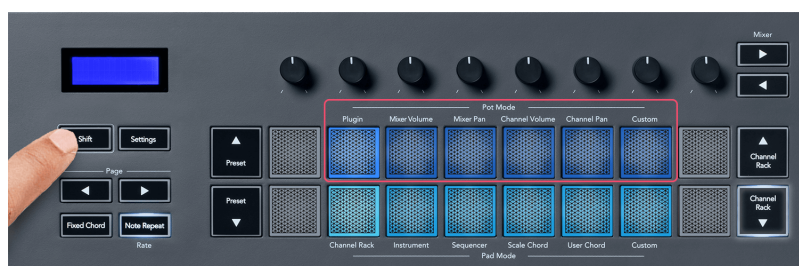 Mixer
Pot Mode
Plugin
Mixer Volume
Mixer Pan
Channel Volume
Channel Pan
Custom
Shift
Settings
Preset
Channel
Rack
Page
Preset
Channel
Rack
Fixed Chord
Note Repeat
Rate
Channel Rack
Instrument
Sequencer
Scale Chord
User Chord
Custom
Pad Mode